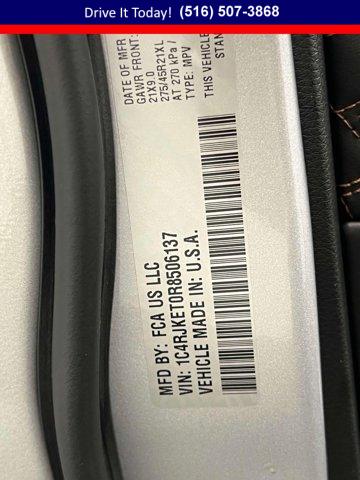 Drive It Today! (516) 507-3868
DATE OF MFR
GAWR FRONT:
21X9.0
275/45R21XL
AT 270 kPa /
TYPE: MPV
THIS VEHICLE
STAN
MFD BY: FCA US LLC
VIN: 1C4RJKET0R8506137
VEHICLE MADE IN: U.S.A.